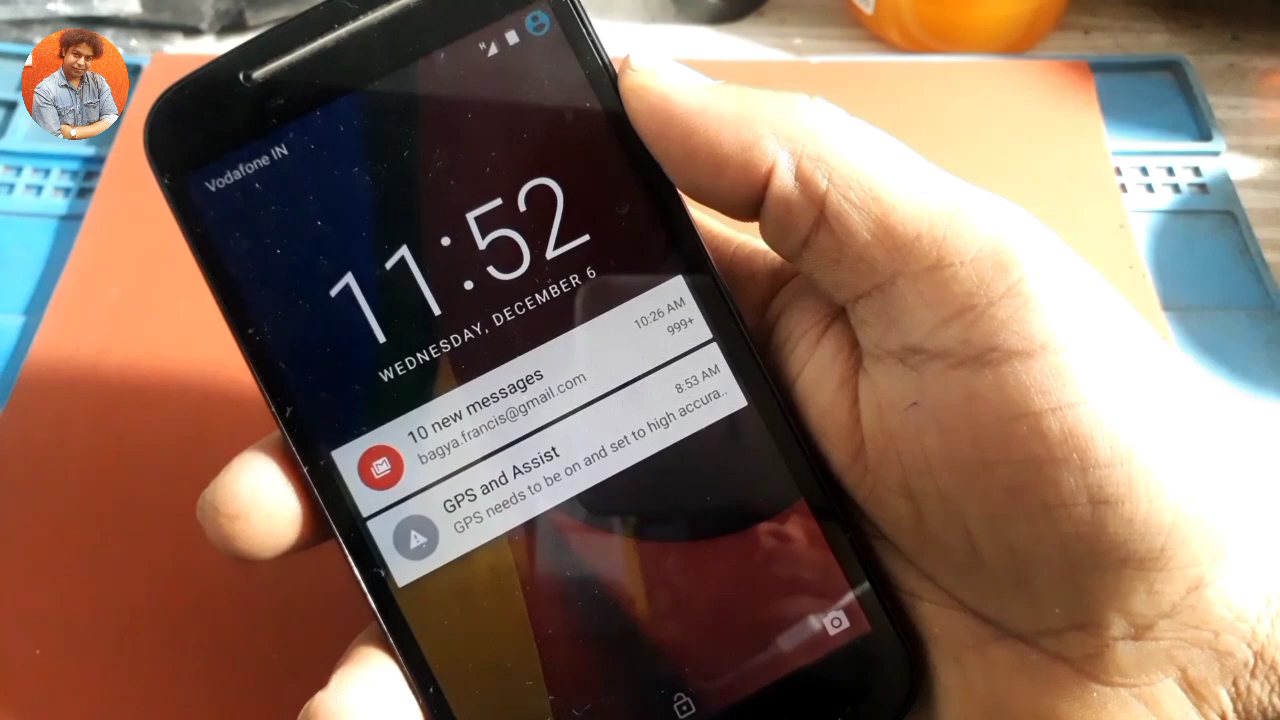 H
Vodafone IN
11:52
WEDNESDAY, DECEMBER 6
10 new messages 10:26 AM
bagya.francis@gmail.com 999+
GPS and Assist 8:53 AM
GPS needs to be on and set to high accura..